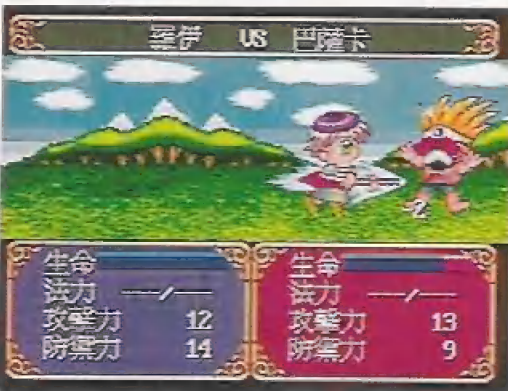 羅伊 VS 巴薩卡
-2
生命
法力 ---/---
攻擊力 12
防禦力 14
生命
法力 ---/---
攻擊力 13
防禦力 9